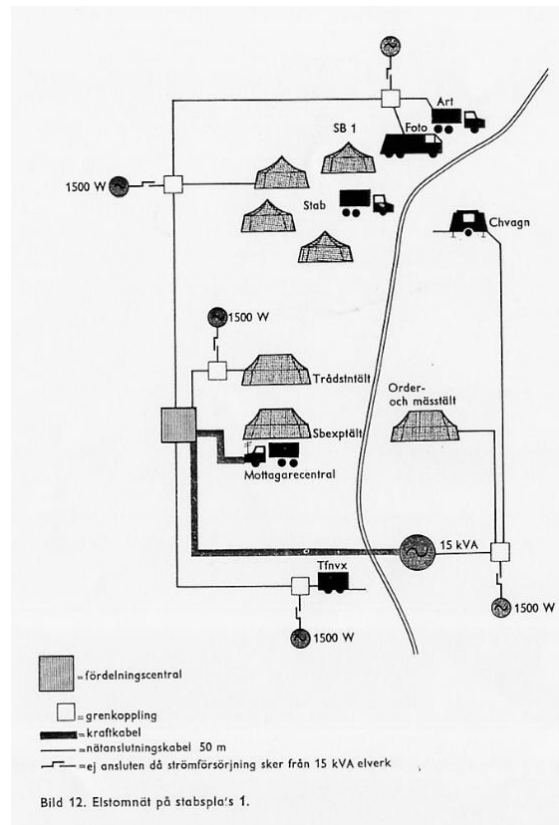 Art
Foto
SB 1
1500 W
Stab
Chvagn
1500 W
Trådstntält
Order-
och mässtält
Sbexptält
Mottagarecentral
15 kVA
Tfnvx
1500 W
1500 W
=fördelningscentral
=grenkoppling
=kraftkabel
=nätanslutningskabel 50 m
=ej ansluten då strömförsörjning sker från 15 kVA elverk
Bild 12. Elstomnät på stabspla's 1.